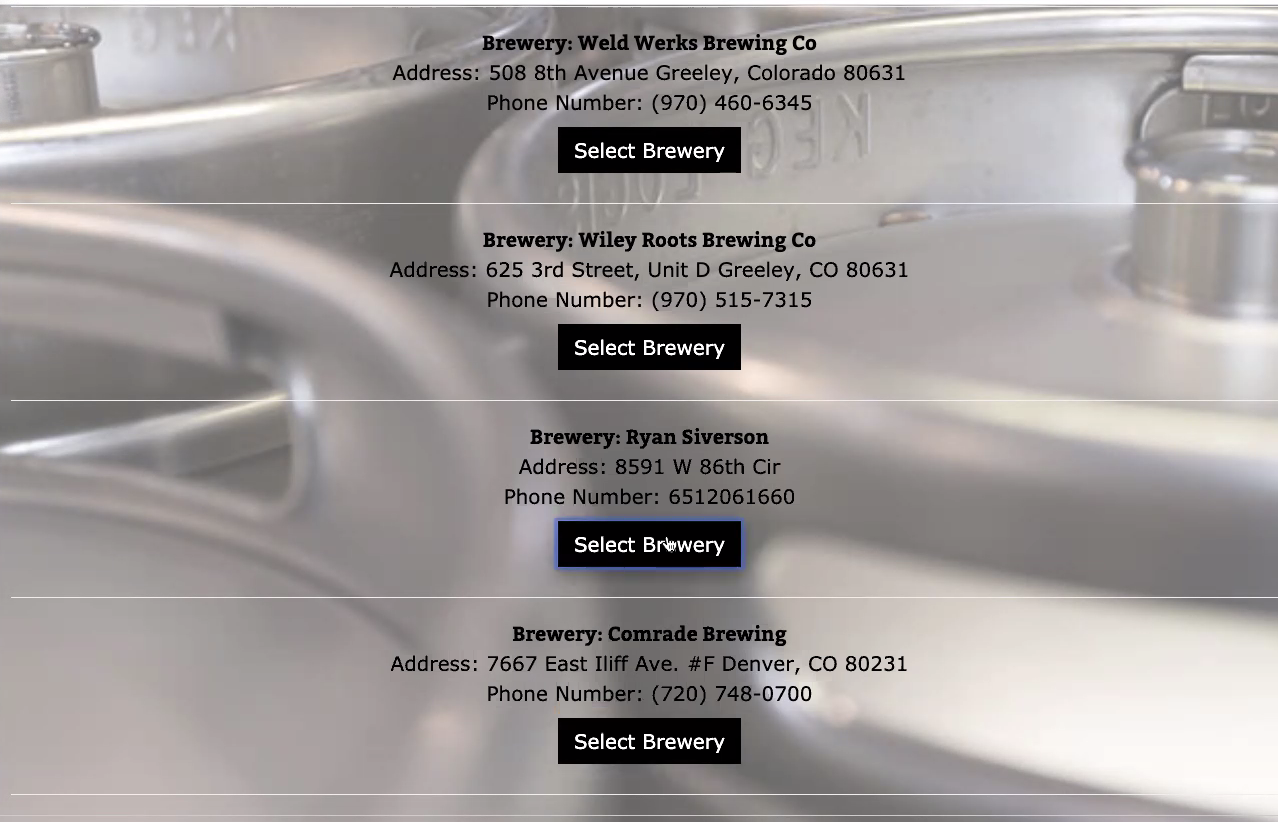 Brewery: Weld Werks Brewing Co
Address: 508 8th Avenue Greeley, Colorado 80631
Phone Number: (970) 460-6345
Select Brewery
Brewery: Wiley Roots Brewing Co
Address: 625 3rd Street, Unit D Greeley, CO 80631
Phone Number: (970) 515-7315
Select Brewery
Brewery: Ryan Siverson
Address: 8591 W 86th Cir
Phone Number: 6512061660
Select Brewery
Brewery: Comrade Brewing
Address: 7667 East Iliff Ave. #F Denver, CO 80231
Phone Number: (720) 748-0700
Select Brewery